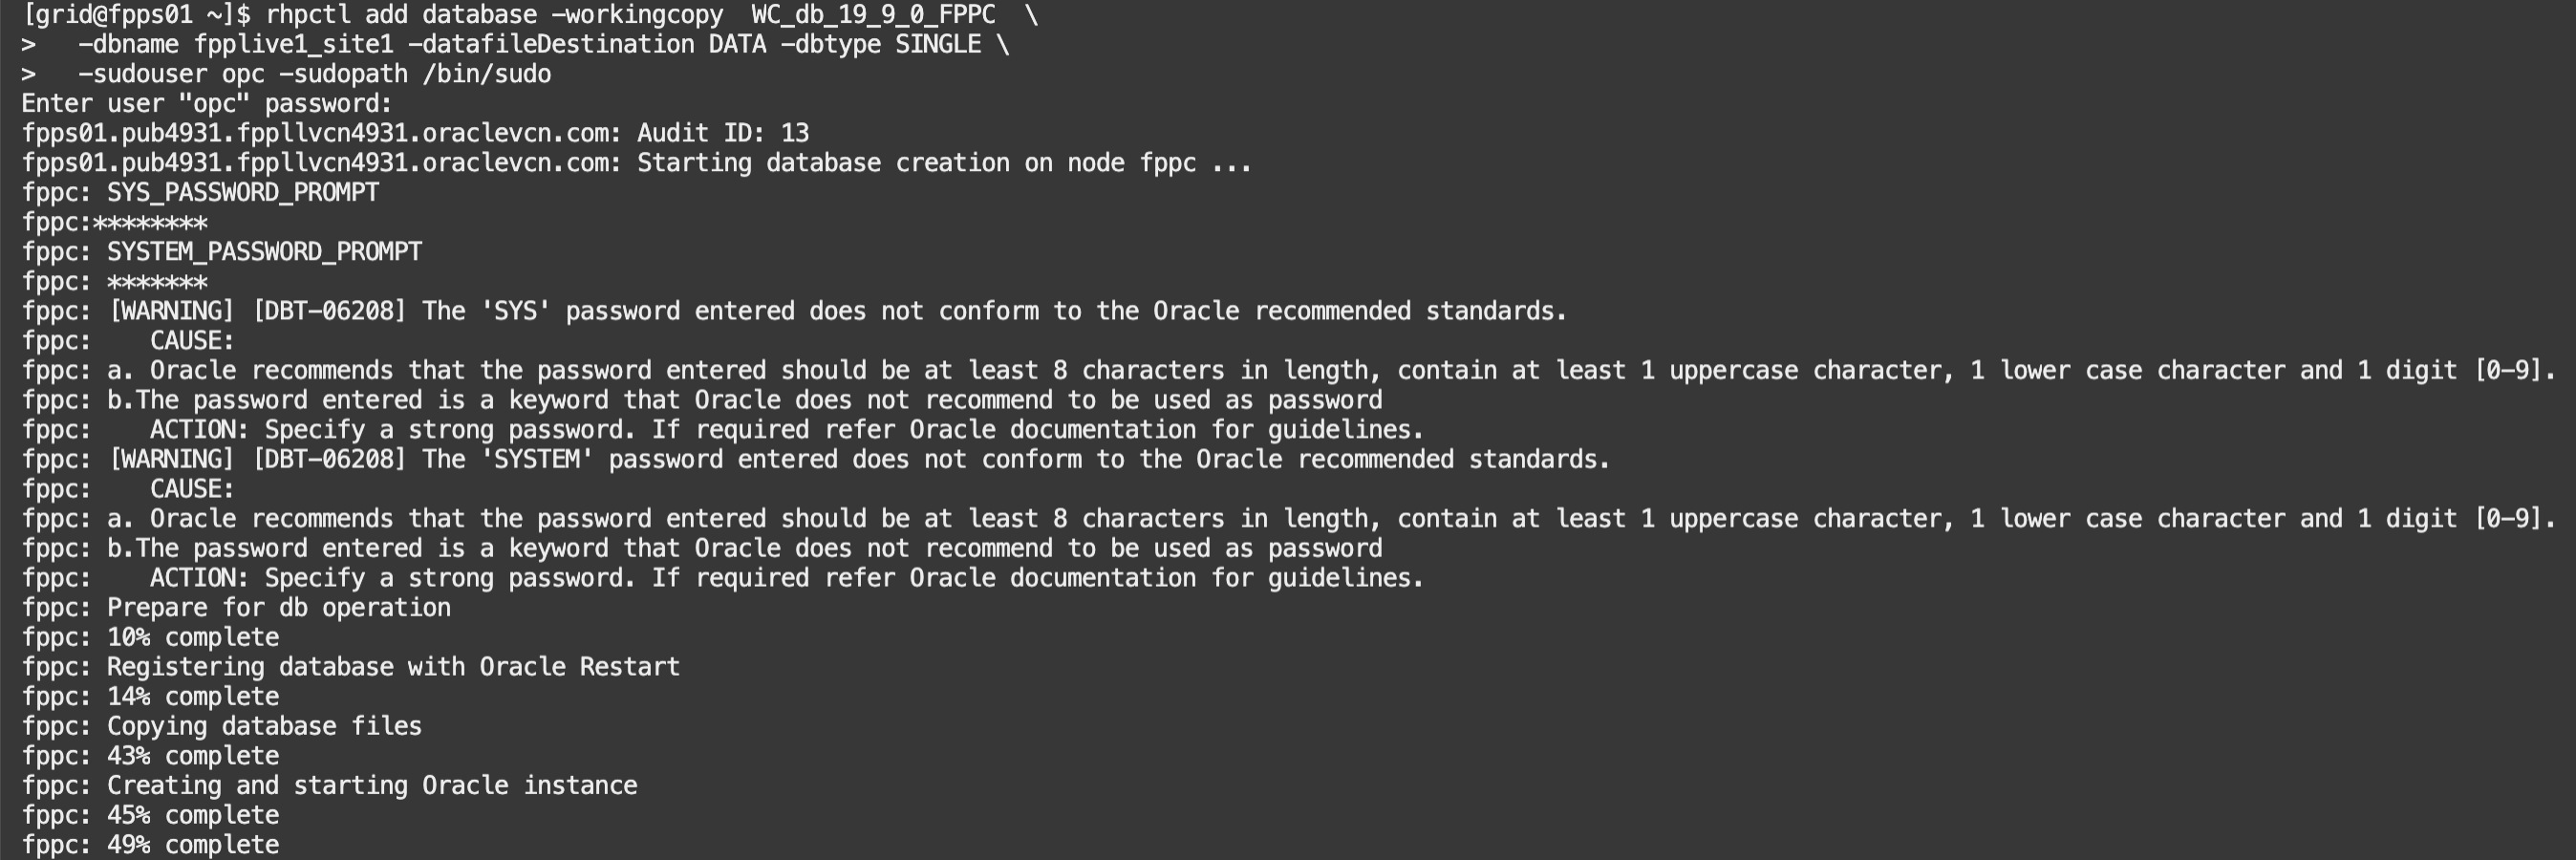 [grid@fpps01 ~]$ rhpctl add database -workingcopy  WC_db_19_9_0_FPPC  \
>   -dbname fpplive1_site1 -datafileDestination DATA -dbtype SINGLE \
>   -sudouser opc -sudopath /bin/sudo
Enter user "opc" password:
fpps01.pub4931.fppllvcn4931.oraclevcn.com: Audit ID: 13
fpps01.pub4931.fppllvcn4931.oraclevcn.com: Starting database creation on node fppc ...
fppc: SYS_PASSWORD_PROMPT
fppc:********
fppc: SYSTEM_PASSWORD_PROMPT
fppc: *******
fppc: [WARNING] [DBT-06208] The 'SYS' password entered does not conform to the Oracle recommended standards.
fppc:    CAUSE:
fppc: a. Oracle recommends that the password entered should be at least 8 characters in length, contain at least 1 uppercase character, 1 lower case character and 1 digit [0-9].
fppc: b.The password entered is a keyword that Oracle does not recommend to be used as password
fppc:    ACTION: Specify a strong password. If required refer Oracle documentation for guidelines.
fppc: [WARNING] [DBT-06208] The 'SYSTEM' password entered does not conform to the Oracle recommended standards.
fppc:    CAUSE:
fppc: a. Oracle recommends that the password entered should be at least 8 characters in length, contain at least 1 uppercase character, 1 lower case character and 1 digit [0-9].
fppc: b.The password entered is a keyword that Oracle does not recommend to be used as password
fppc:    ACTION: Specify a strong password. If required refer Oracle documentation for guidelines.
fppc: Prepare for db operation
fppc: 10% complete
fppc: Registering database with Oracle Restart
fppc: 14% complete
fppc: Copying database files
fppc: 43% complete
fppc: Creating and starting Oracle instance
fppc: 45% complete
fppc: 49% complete